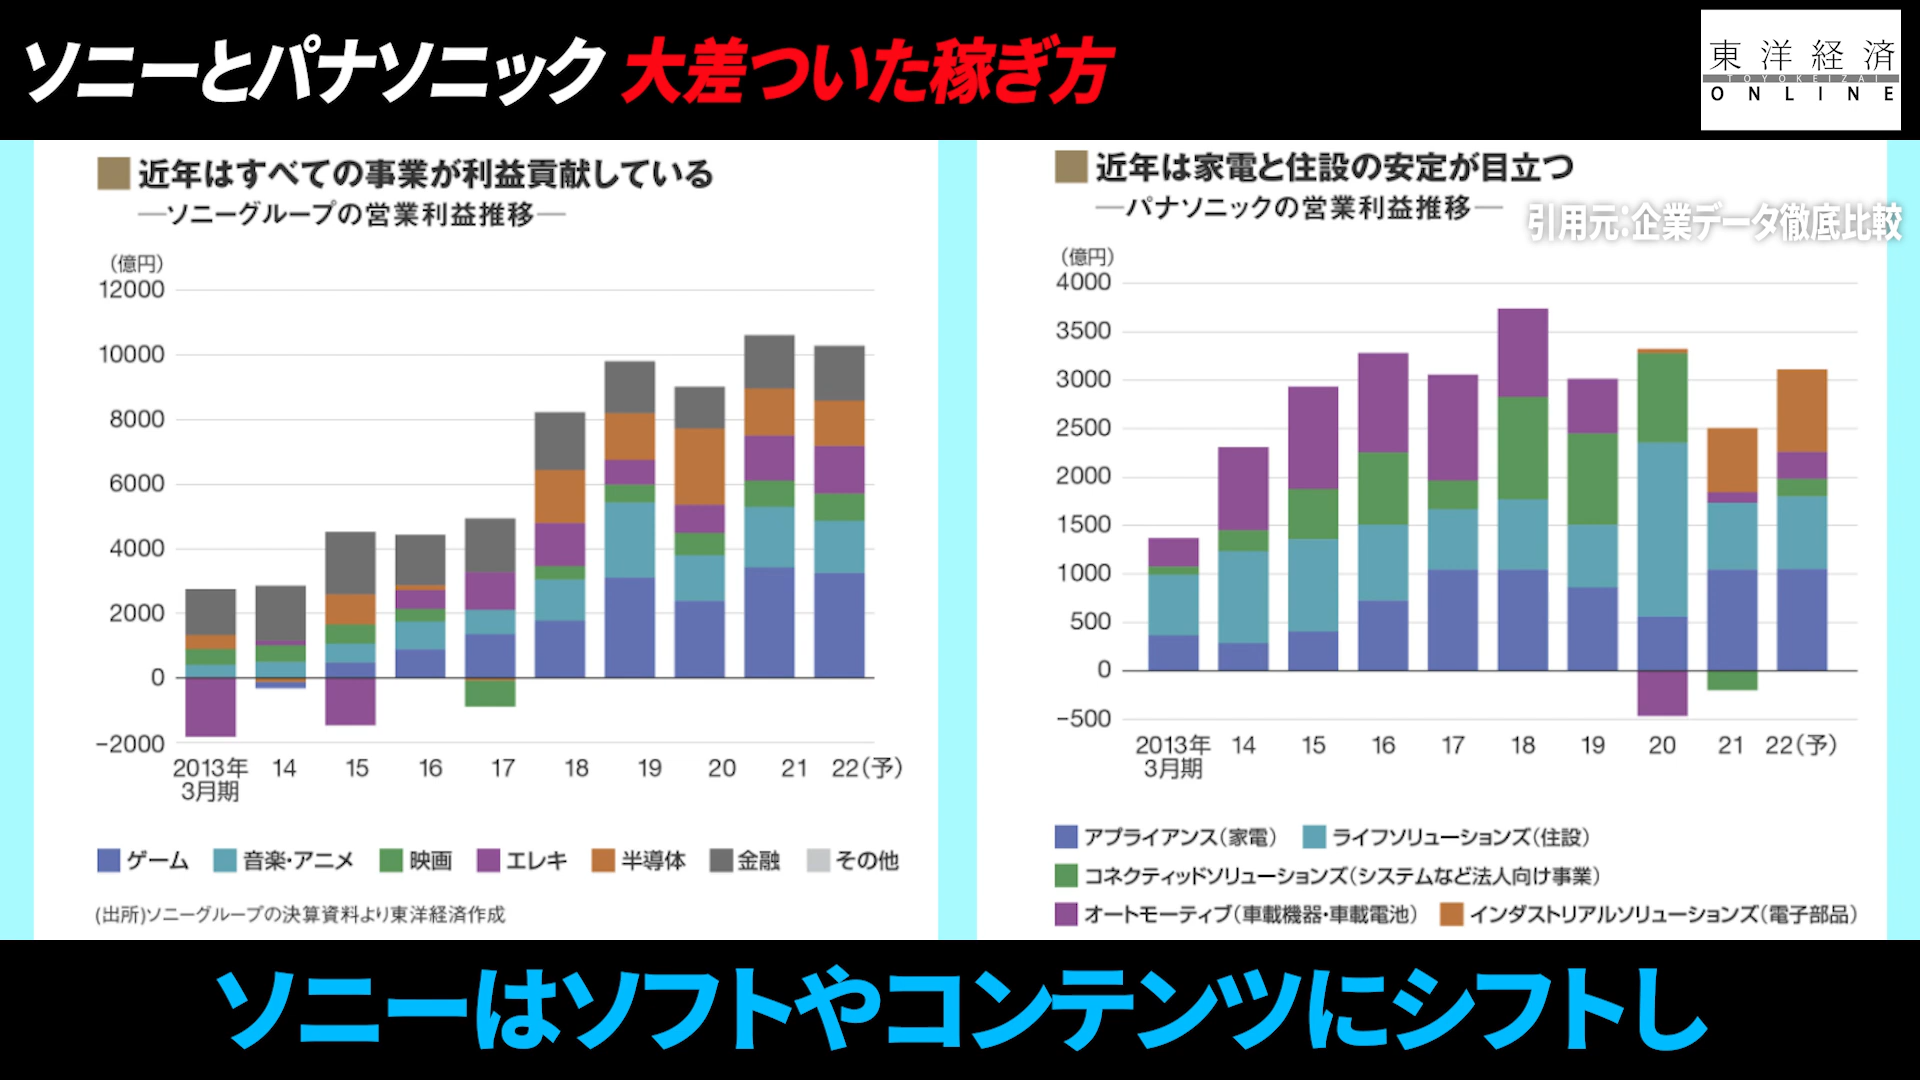 ソニーとパナソニック 大差ついた稼ぎ方
東洋経済
TOYOKEIZAI
ONLINE
近年はすべての事業が利益貢献している
―ソニーグループの営業利益推移―
(億円)
12000
10000
8000
6000
4000
2000
0
−2000
2013年 14 15 16 17 18 19 20 21 22(予)
3月期
ゲーム 音楽・アニメ 映画 エレキ 半導体 金融 その他
(出所)ソニーグループの決算資料より東洋経済作成
近年は家電と住設の安定が目立つ
―パナソニックの営業利益推移―
引用元:企業データ徹底比較
(億円)
4000
3500
3000
2500
2000
1500
1000
500
0
−500
2013年 14 15 16 17 18 19 20 21 22(予)
3月期
アプライアンス(家電) ライフソリューションズ(住設)
コネクティッドソリューションズ(システムなど法人向け事業)
オートモーティブ(車載機器・車載電池) インダストリアルソリューションズ(電子部品)
ソニーはソフトやコンテンツにシフトし